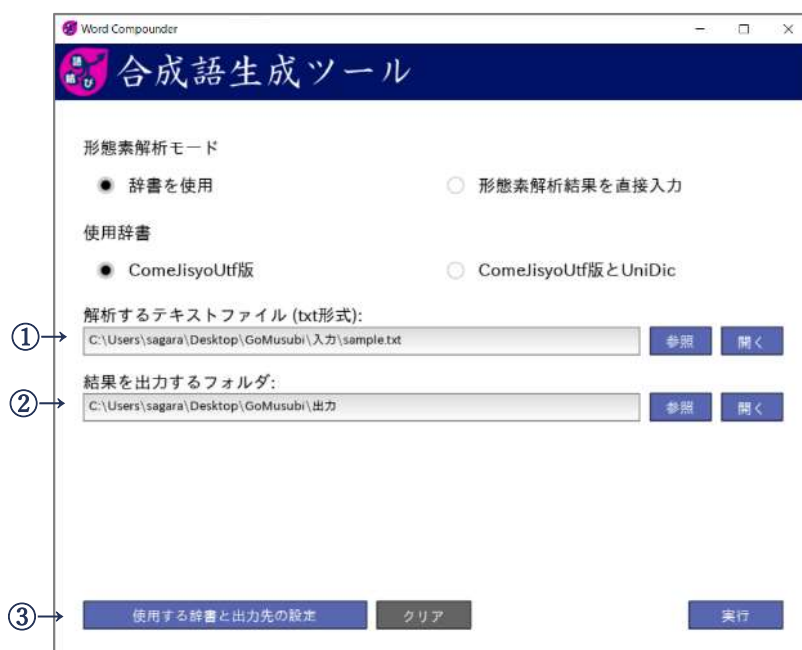 Word Compounder
語結び 合成語生成ツール
形態素解析モード
辞書を使用 形態素解析結果を直接入力
使用辞書
ComeJisyoUtf版 ComeJisyoUtf版とUniDic
解析するテキストファイル (txt形式):
① C:\Users\sagara\Desktop\GoMusubi\入力\sample.txt 参照 開く
結果を出力するフォルダ:
② C:\Users\sagara\Desktop\GoMusubi\出力 参照 開く
③ 使用する辞書と出力先の設定 クリア 実行